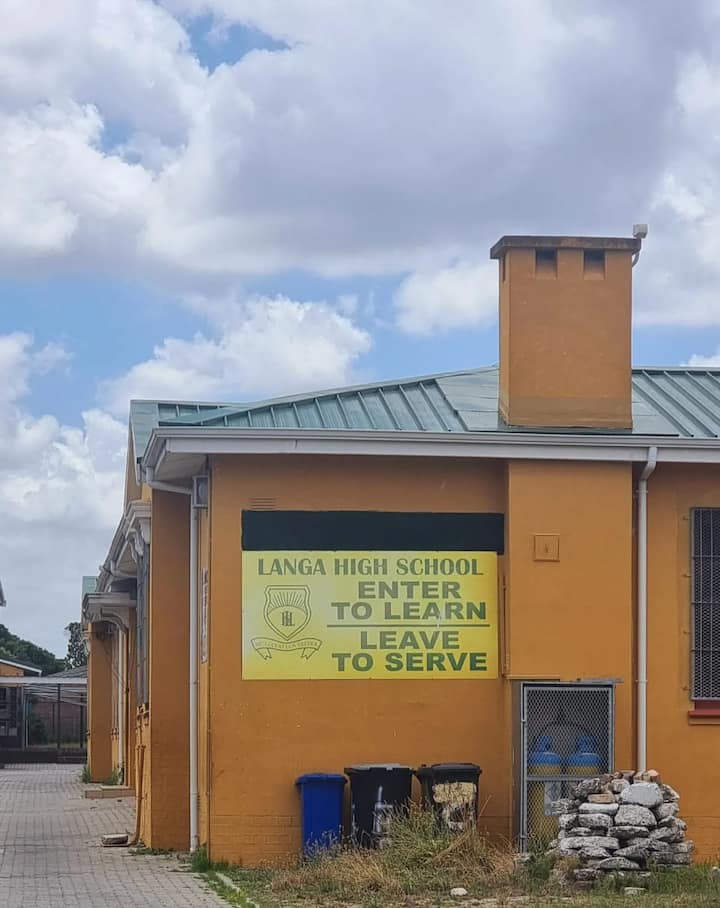 LANGA HIGH SCHOOL
ENTER
TO LEARN
LEAVE
TO SERVE